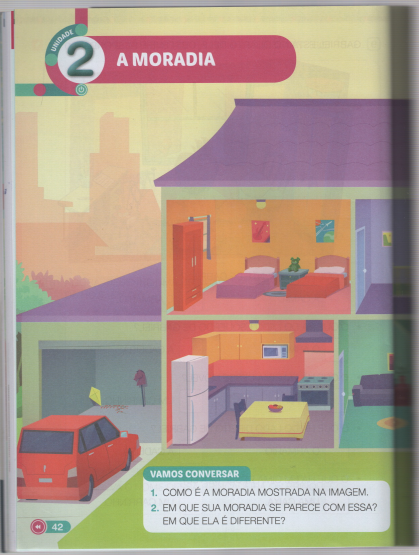 UNIDADE
2
A MORADIA
VAMOS CONVERSAR
1. COMO É A MORADIA MOSTRADA NA IMAGEM.
2. EM QUE SUA MORADIA SE PARECE COM ESSA?
EM QUE ELA É DIFERENTE?
42